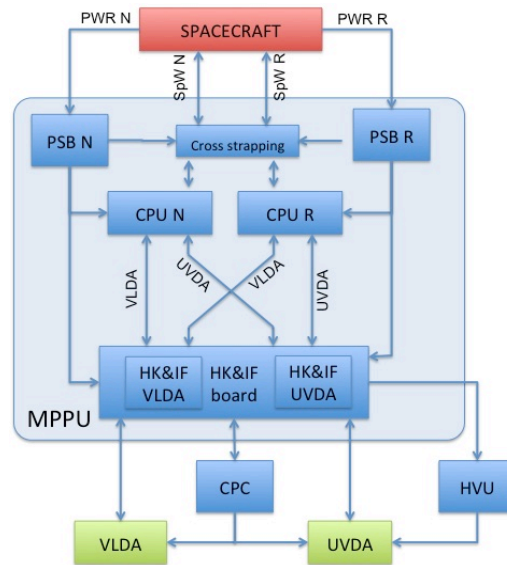 PWR N
SPACECRAFT
PWR R
SpW N
SpW R
PSB N
Cross strapping
PSB R
CPU N
CPU R
VLDA
UVDA
VLDA
UVDA
HK&IF
VLDA
HK&IF
board
HK&IF
UVDA
MPPU
CPC
HVU
VLDA
UVDA